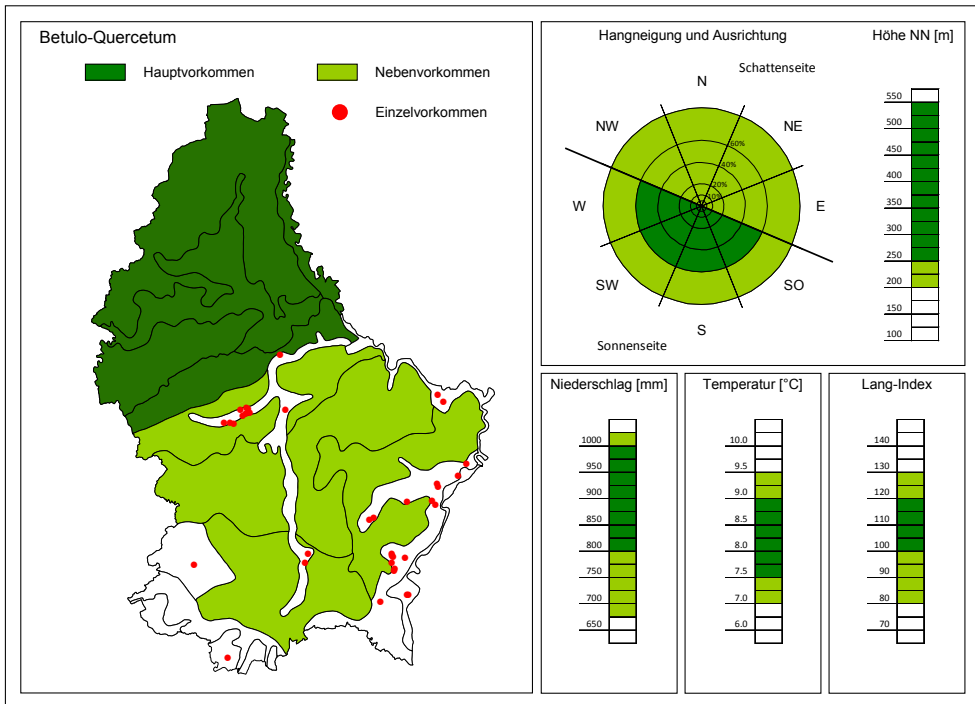 Betulo-Quercetum
Hauptvorkommen
Nebenvorkommen
Einzelvorkommen
Hangneigung und Ausrichtung
Schattenseite
N
NW
NE
60%
40%
20%
10%
W
E
SW
SO
S
Sonnenseite
Höhe NN [m]
550
500
450
400
350
300
250
200
150
100
Niederschlag [mm]
1000
950
900
850
800
750
700
650
Temperatur [°C]
10.0
9.5
9.0
8.5
8.0
7.5
7.0
6.0
Lang-Index
140
130
120
110
100
90
80
70